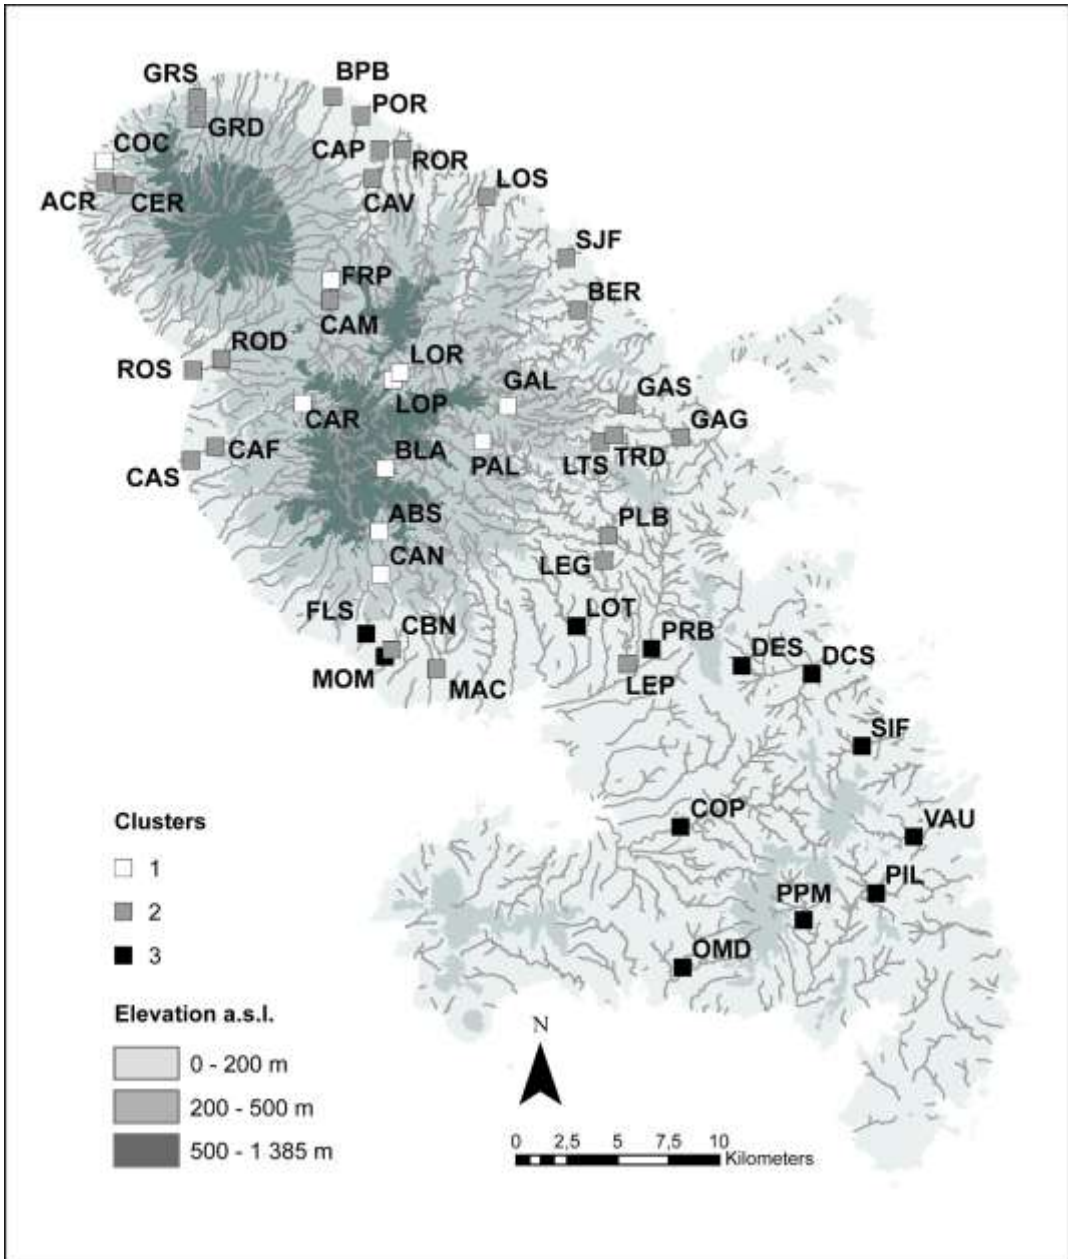 GRS
BPB
POR
GRD
COC
CAP
ROR
ACR
CER
CAV
LOS
SJF
FRP
BER
CAM
ROD
LOR
ROS
GAL
GAS
CAR
LOP
GAG
CAF
BLA
PAL
LTS
TRD
CAS
ABS
PLB
CAN
LEG
FLS
CBN
LOT
PRB
DES
DCS
MOM
MAC
LEP
SIF
COP
VAU
PIL
PPM
OMD
Clusters
1
2
3
Elevation a.s.l.
0 - 200 m
200 - 500 m
500 - 1 385 m
N
0 2,5 5 7,5 10
Kilometers